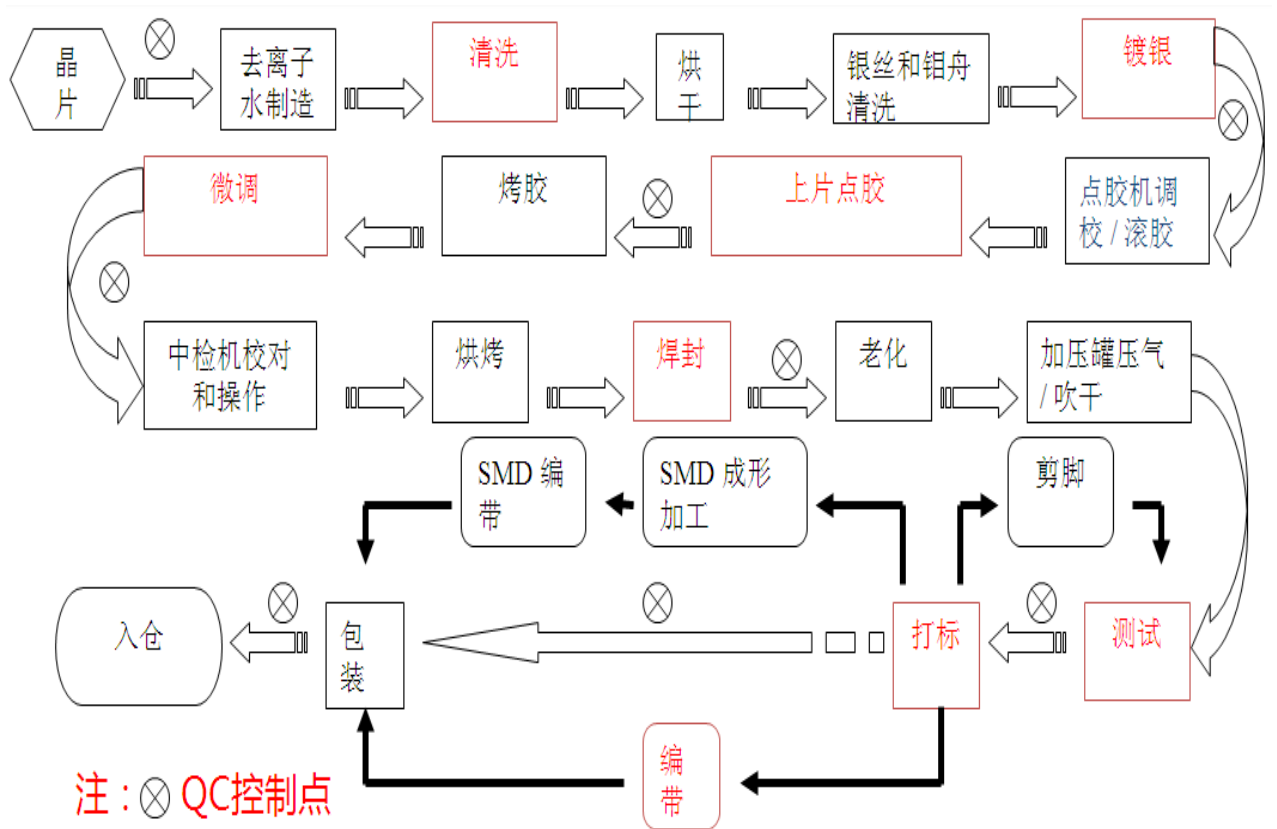 晶
片
去离子
水制造
清洗
烘
干
银丝和钼舟
清洗
镀银
微调
烤胶
上片点胶
点胶机调
校 / 滚胶
中检机校对
和操作
烘烤
焊封
老化
加压罐压气
/ 吹干
SMD 编
带
SMD 成形
加工
剪脚
入仓
包
装
打标
测试
编
带
注：⊗ QC控制点